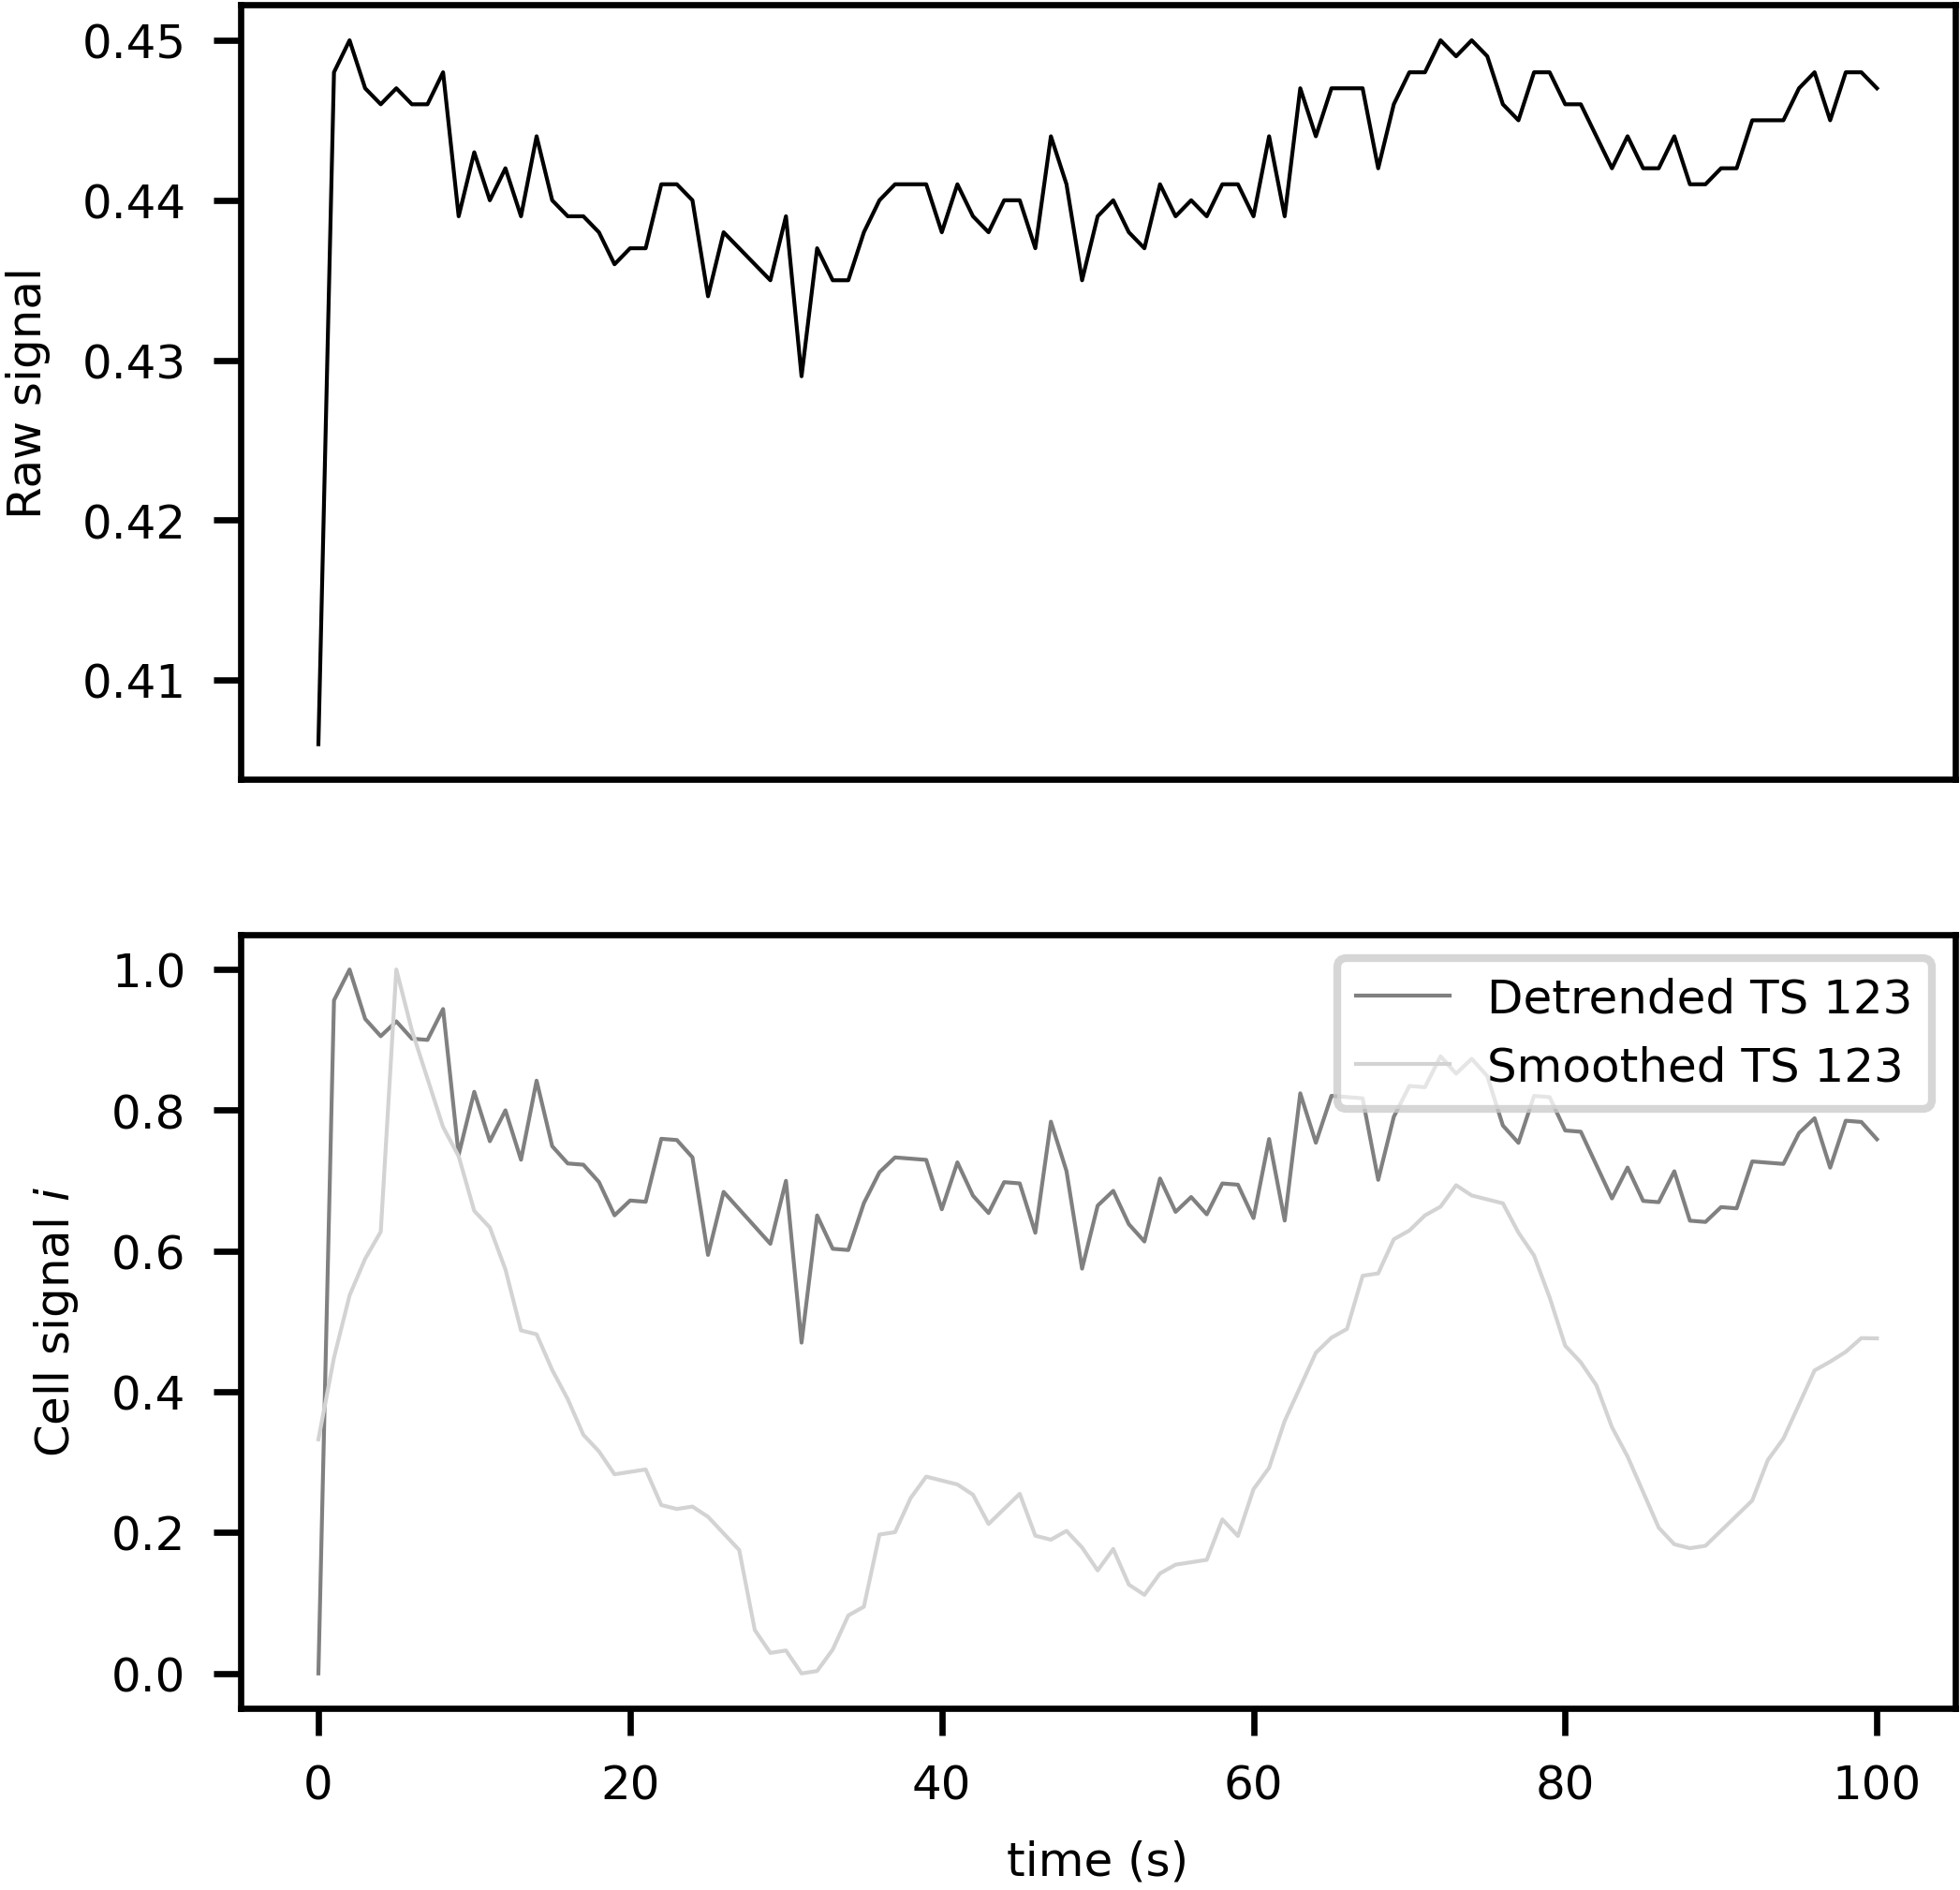 0.45
0.44
0.43
0.42
0.41
Raw signal
1.0
0.8
0.6
0.4
0.2
0.0
Cell signal i
Detrended TS 123
Smoothed TS 123
0 20 40 60 80 100
time (s)